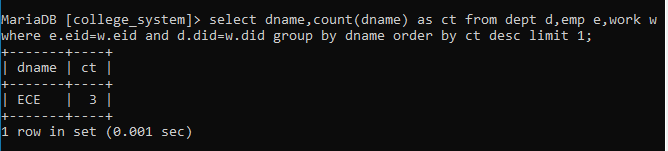 MariaDB [college_system]> select dname,count(dname) as ct from dept d,emp e,work w
where e.eid=w.eid and d.did=w.did group by dname order by ct desc limit 1;
+-------+----+
| dname | ct |
+-------+----+
| ECE   |  3 |
+-------+----+
1 row in set (0.001 sec)